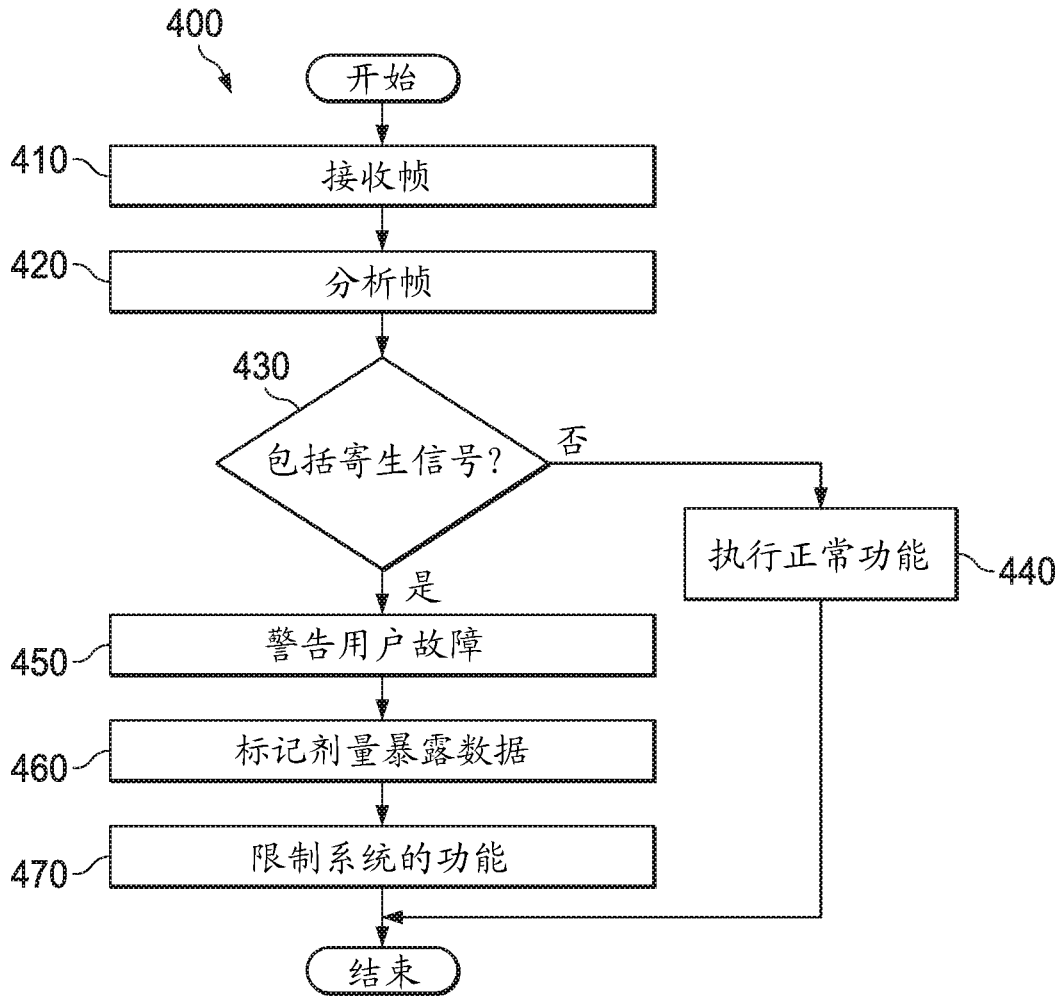 400
开始
410
接收帧
420
分析帧
430
包括寄生信号?
否
执行正常功能
440
是
450
警告用户故障
460
标记剂量暴露数据
470
限制系统的功能
结束